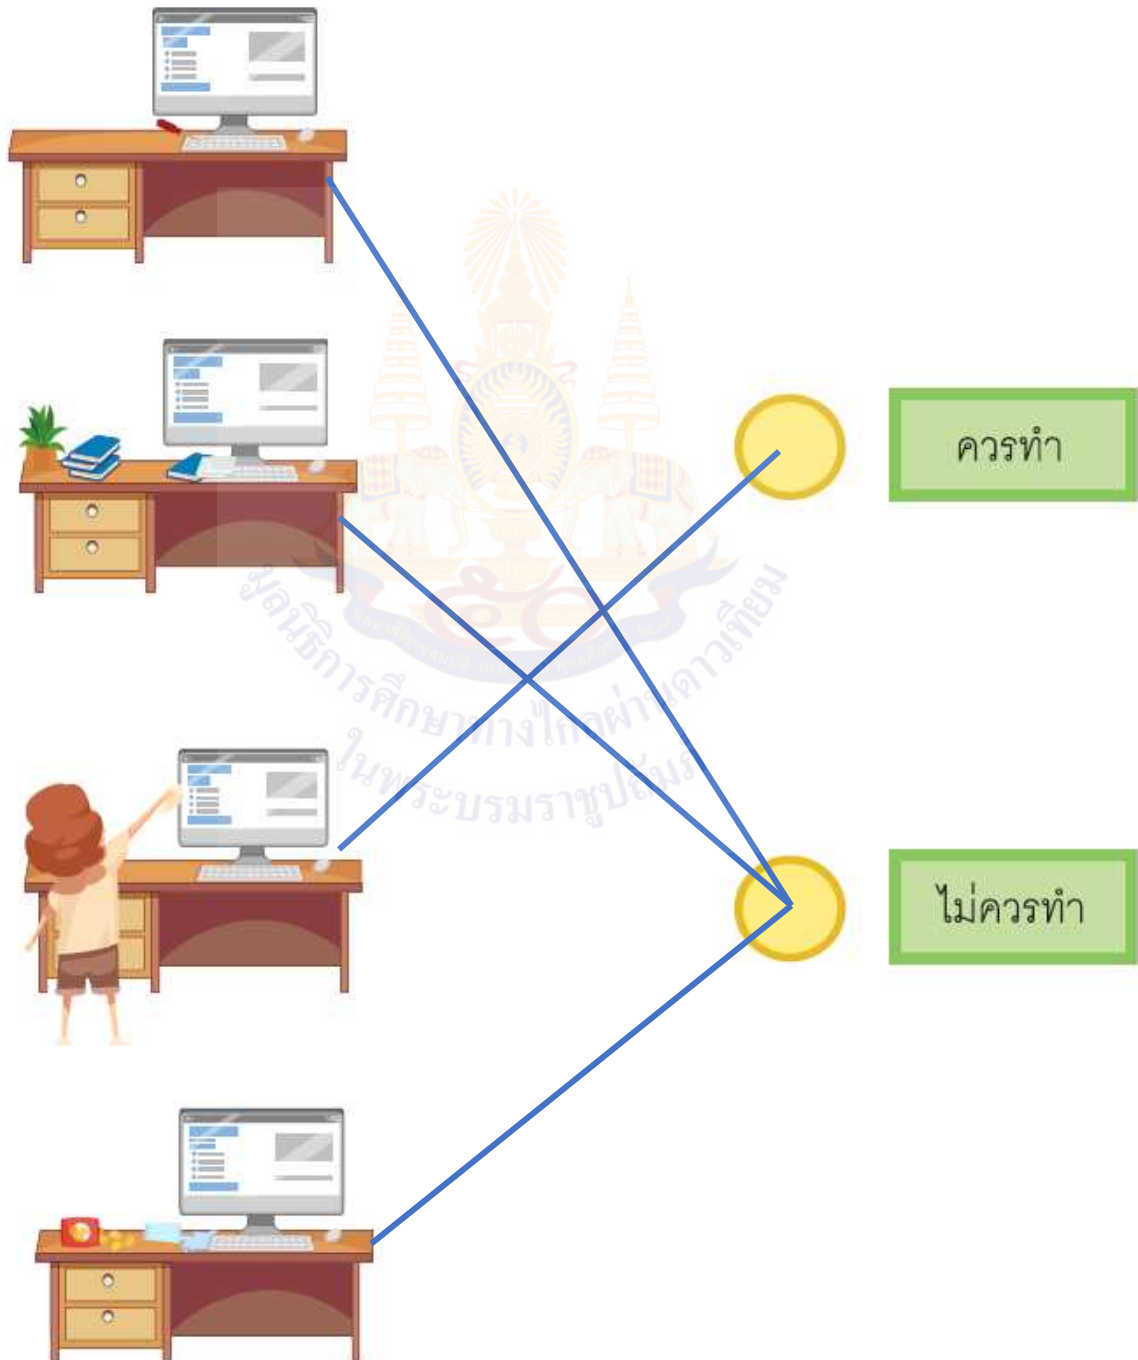 ควรทำ
มูลนิธิการศึกษาทางไกลผ่านดาวเทียม
ในพระบรมราชูปถัมภ์
ไม่ควรทำ